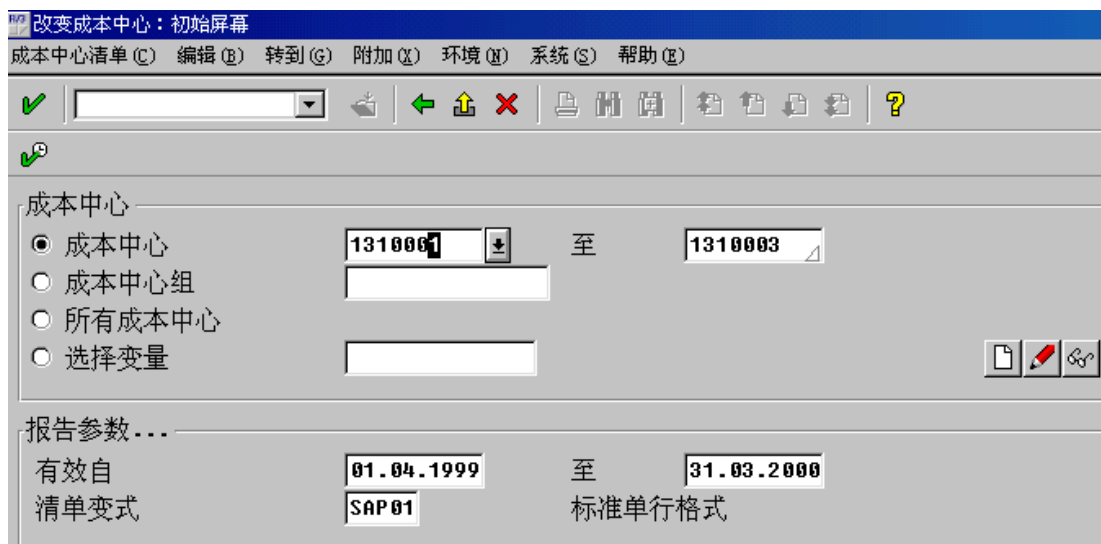 改变成本中心：初始屏幕
成本中心清单(C) 编辑(B) 转到(G) 附加(X) 环境(N) 系统(S) 帮助(E)
成本中心
成本中心 1310001 至 1310003
成本中心组
所有成本中心
选择变量
报告参数...
有效自 01.04.1999 至 31.03.2000
清单变式 SAP01 标准单行格式